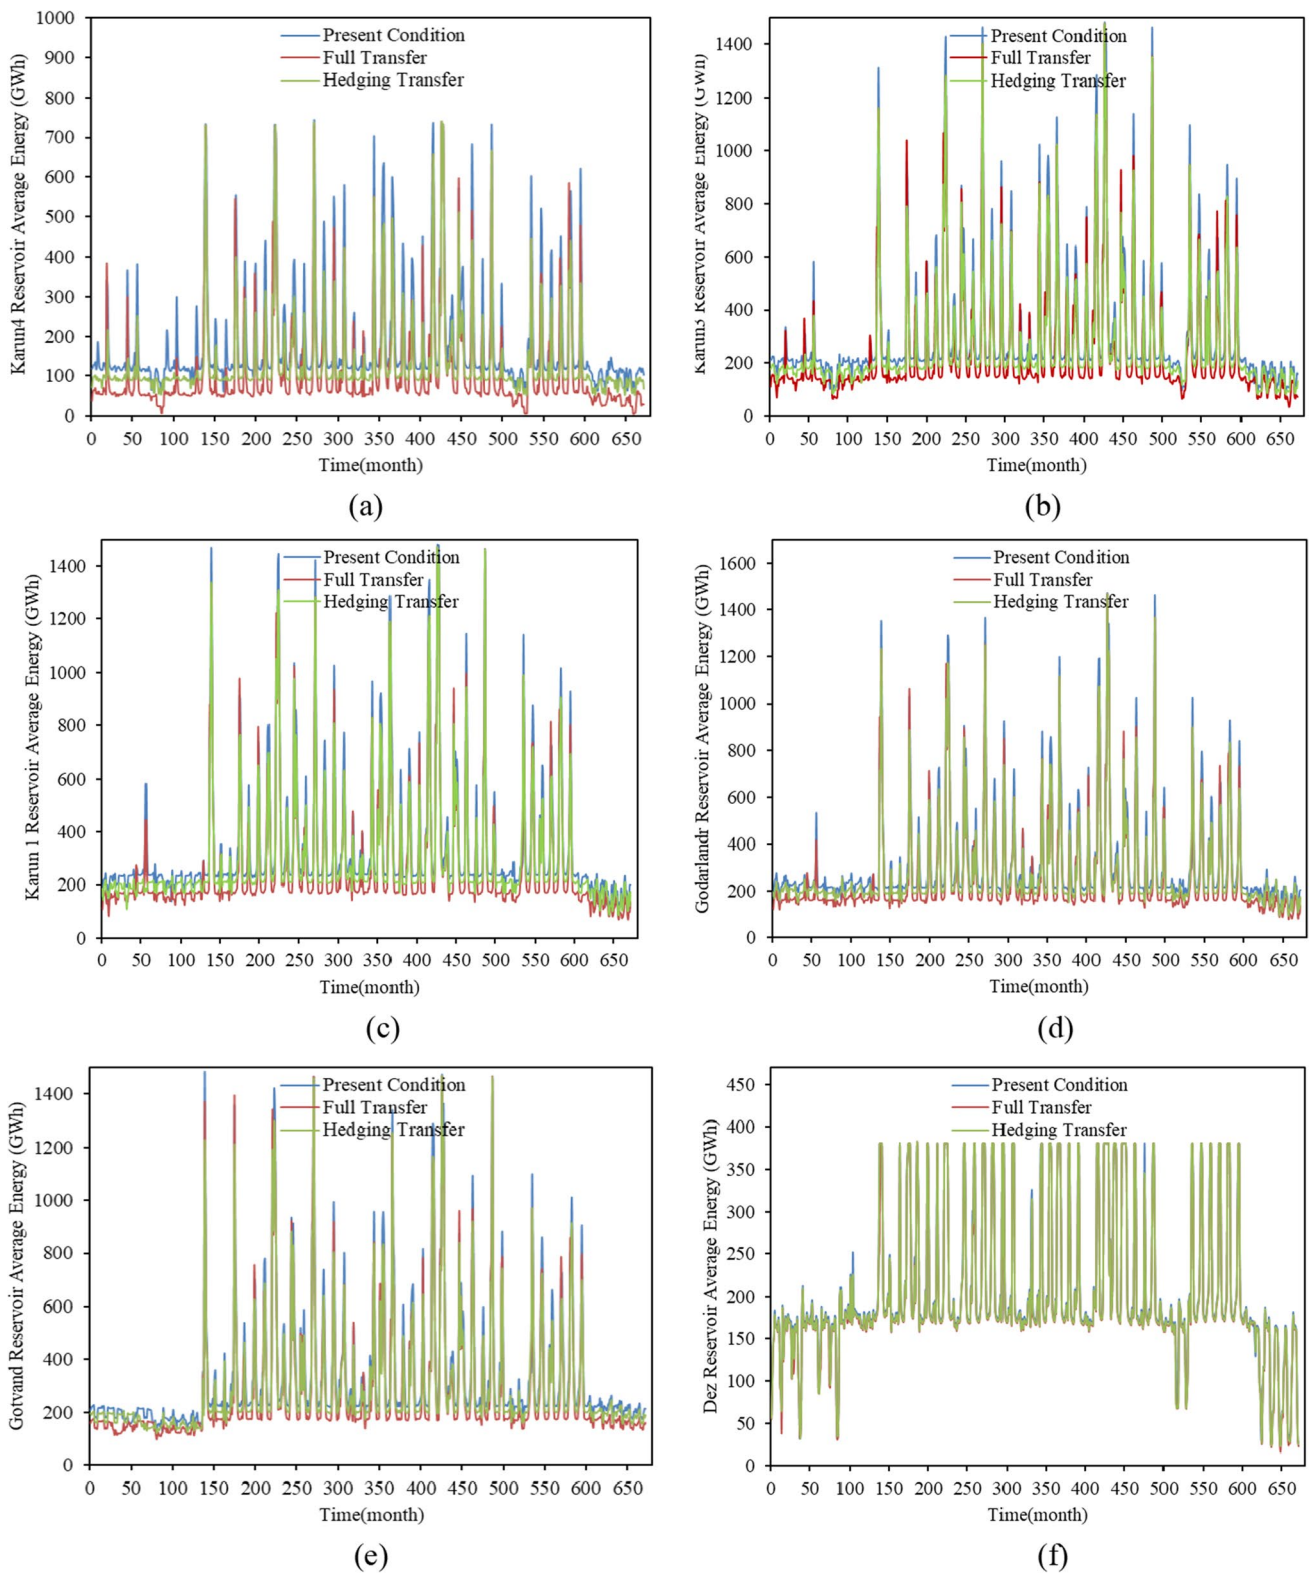 Karun4 Reservoir Average Energy (GWh)
1000
900
800
700
600
500
400
300
200
100
0
Present Condition
Full Transfer
Hedging Transfer
0 50 100 150 200 250 300 350 400 450 500 550 600 650
Time(month)
(a)
Karun3 Reservoir Average Energy (GWh)
1400
1200
1000
800
600
400
200
0
Present Condition
Full Transfer
Hedging Transfer
0 50 100 150 200 250 300 350 400 450 500 550 600 650
Time(month)
(b)
Karun 1 Reservoir Average Energy (GWh)
1400
1200
1000
800
600
400
200
0
Present Condition
Full Transfer
Hedging Transfer
0 50 100 150 200 250 300 350 400 450 500 550 600 650
Time(month)
(c)
Godarlandr Reservoir Average Energy (GWh)
1600
1400
1200
1000
800
600
400
200
0
Present Condition
Full Transfer
Hedging Transfer
0 50 100 150 200 250 300 350 400 450 500 550 600 650
Time(month)
(d)
Gotvand Reservoir Average Energy (GWh)
1400
1200
1000
800
600
400
200
0
Present Condition
Full Transfer
Hedging Transfer
0 50 100 150 200 250 300 350 400 450 500 550 600 650
Time(month)
(e)
Dez Reservoir Average Energy (GWh)
450
400
350
300
250
200
150
100
50
0
Present Condition
Full Transfer
Hedging Transfer
0 50 100 150 200 250 300 350 400 450 500 550 600 650
Time(month)
(f)